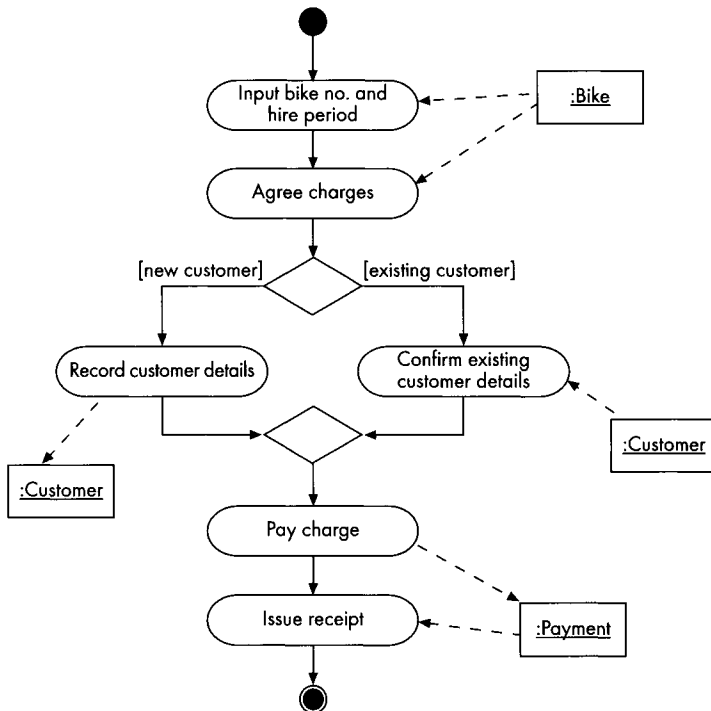 Input bike no. and
hire period
:Bike
Agree charges
[new customer]
[existing customer]
Record customer details
Confirm existing
customer details
:Customer
:Customer
Pay charge
Issue receipt
:Payment